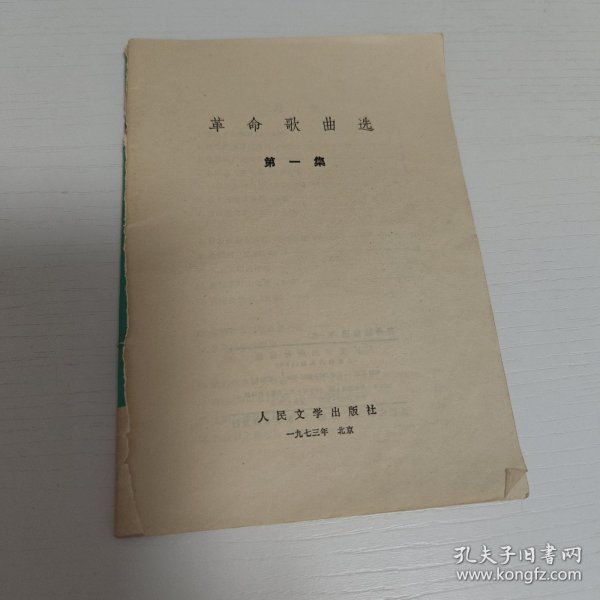 革命歌曲选
第一集
人民文学出版社
一九七三年 北京
孔夫子旧书网
www.kongfz.com